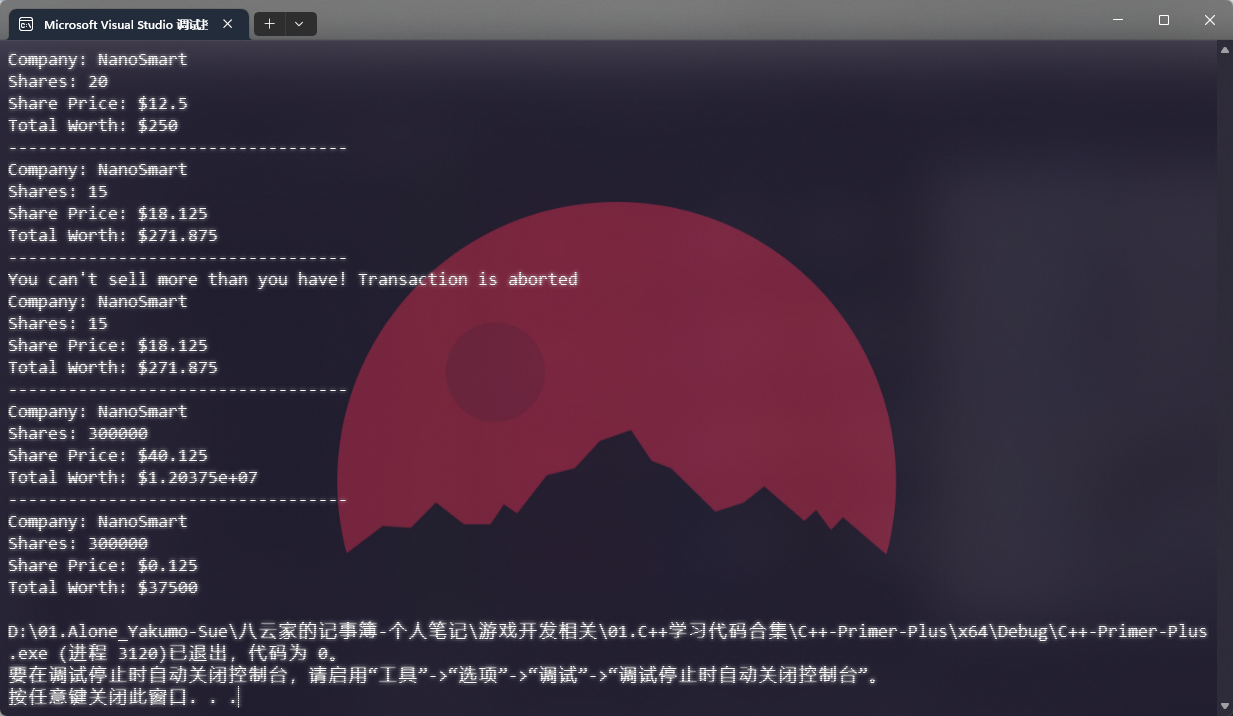 Microsoft Visual Studio 调试
Company: NanoSmart
Shares: 20
Share Price: $12.5
Total Worth: $250
----------------------------------
Company: NanoSmart
Shares: 15
Share Price: $18.125
Total Worth: $271.875
----------------------------------
You can't sell more than you have! Transaction is aborted
Company: NanoSmart
Shares: 15
Share Price: $18.125
Total Worth: $271.875
----------------------------------
Company: NanoSmart
Shares: 300000
Share Price: $40.125
Total Worth: $1.20375e+07
----------------------------------
Company: NanoSmart
Shares: 300000
Share Price: $0.125
Total Worth: $37500
D:\01.Alone_Yakumo-Sue\八云家的记事簿-个人笔记\游戏开发相关\01.C++学习代码合集\C++-Primer-Plus\x64\Debug\C++-Primer-Plus
.exe (进程 3120)已退出，代码为 0。
要在调试停止时自动关闭控制台，请启用“工具”->“选项”->“调试”->“调试停止时自动关闭控制台”。
按任意键关闭此窗口. . .